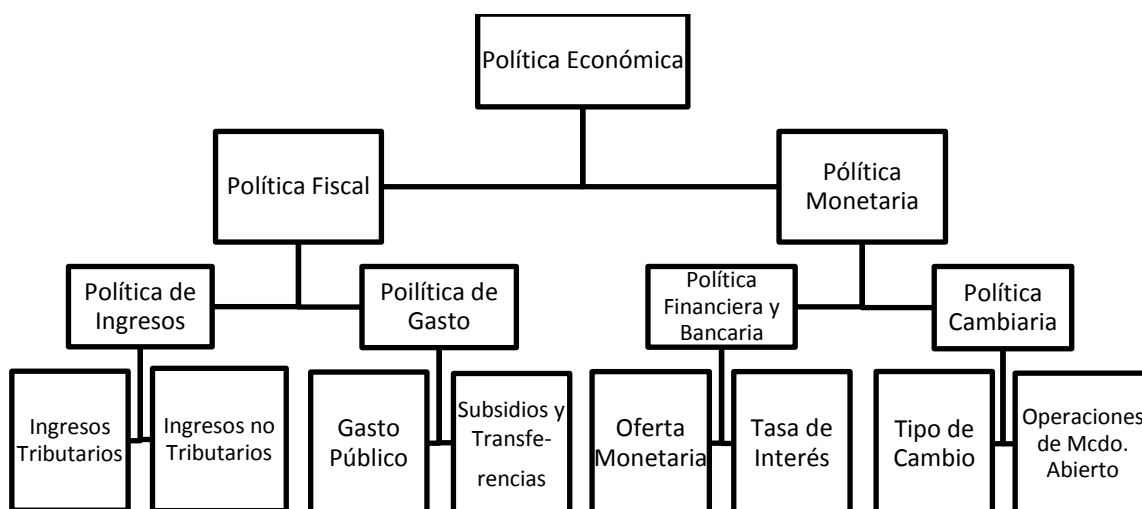 Política Económica
Política Fiscal
Pólítica
Monetaria
Política de
Ingresos
Poilítica de
Gasto
Política
Financiera y
Bancaria
Política
Cambiaria
Ingresos
Tributarios
Ingresos no
Tributarios
Gasto
Público
Subsidios y
Transfe-
rencias
Oferta
Monetaria
Tasa de
Interés
Tipo de
Cambio
Operaciones
de Mcdo.
Abierto